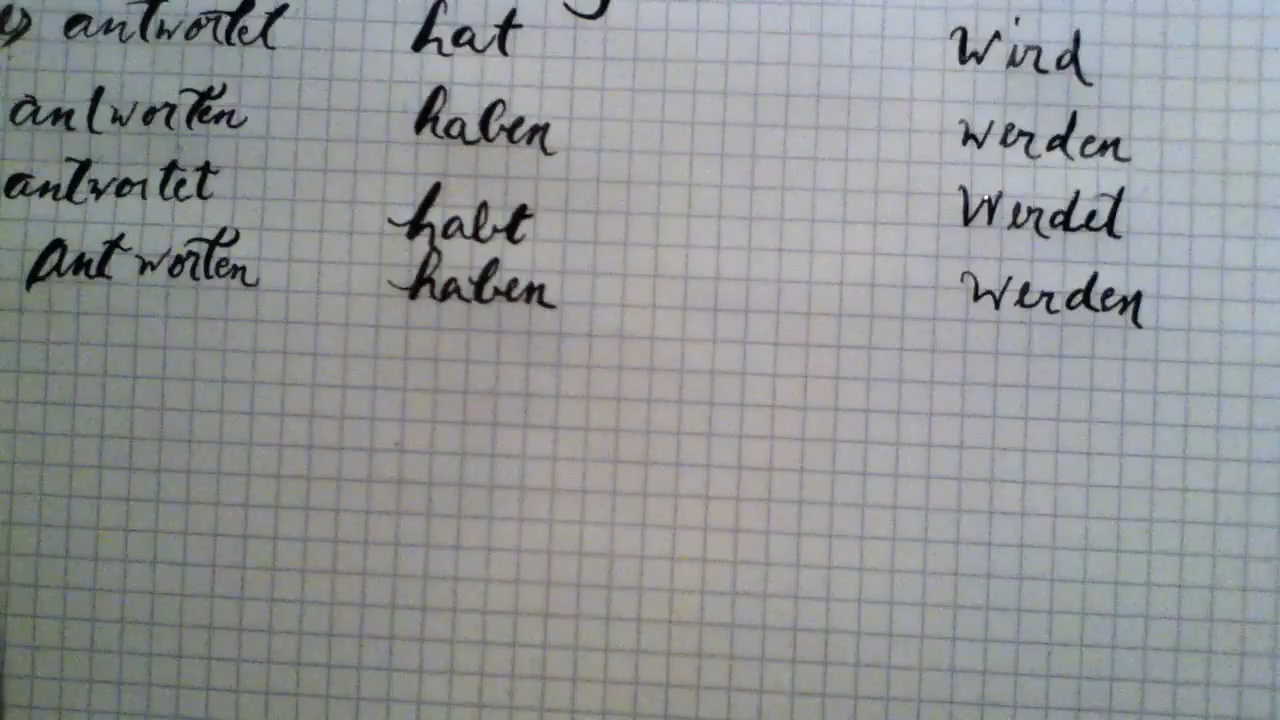 antwortet hat wird
antworten haben werden
antwortet habt Werdet
antworten haben Werden